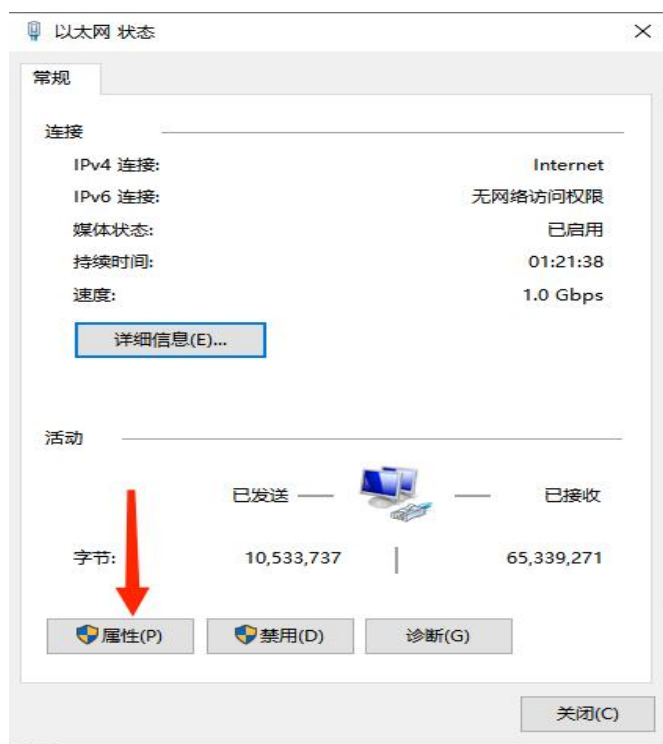 以太网 状态
常规
连接
IPv4 连接: Internet
IPv6 连接: 无网络访问权限
媒体状态: 已启用
持续时间: 01:21:38
速度: 1.0 Gbps
详细信息(E)...
活动
已发送 — — 已接收
字节: 10,533,737 65,339,271
属性(P) 禁用(D) 诊断(G)
关闭(C)